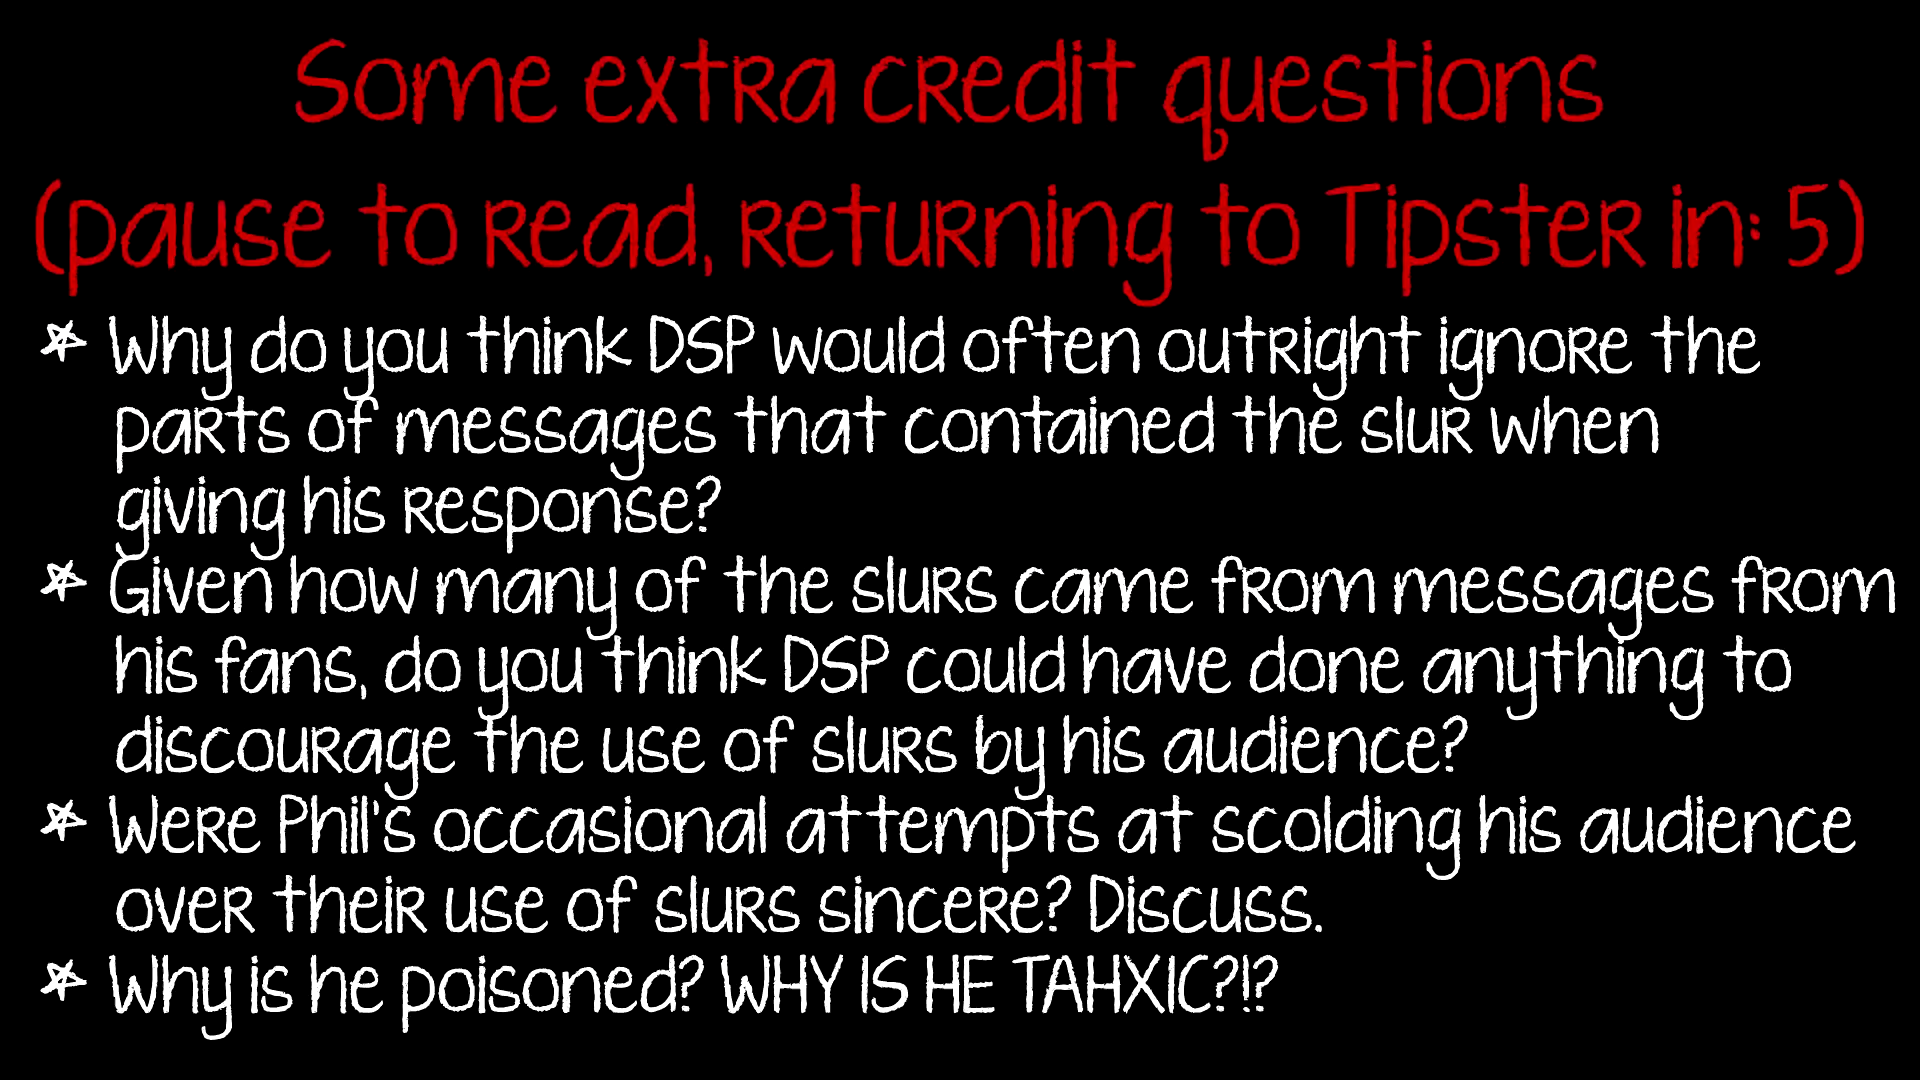 Some extra credit questions
(pause to read, returning to Tipster in: 5)
* Why do you think DSP would often outright ignore the
parts of messages that contained the slur when
giving his response?
* Given how many of the slurs came from messages from
his fans, do you think DSP could have done anything to
discourage the use of slurs by his audience?
* Were Phil's occasional attempts at scolding his audience
over their use of slurs sincere? Discuss.
* Why is he poisoned? WHY IS HE TAHXIC?!?